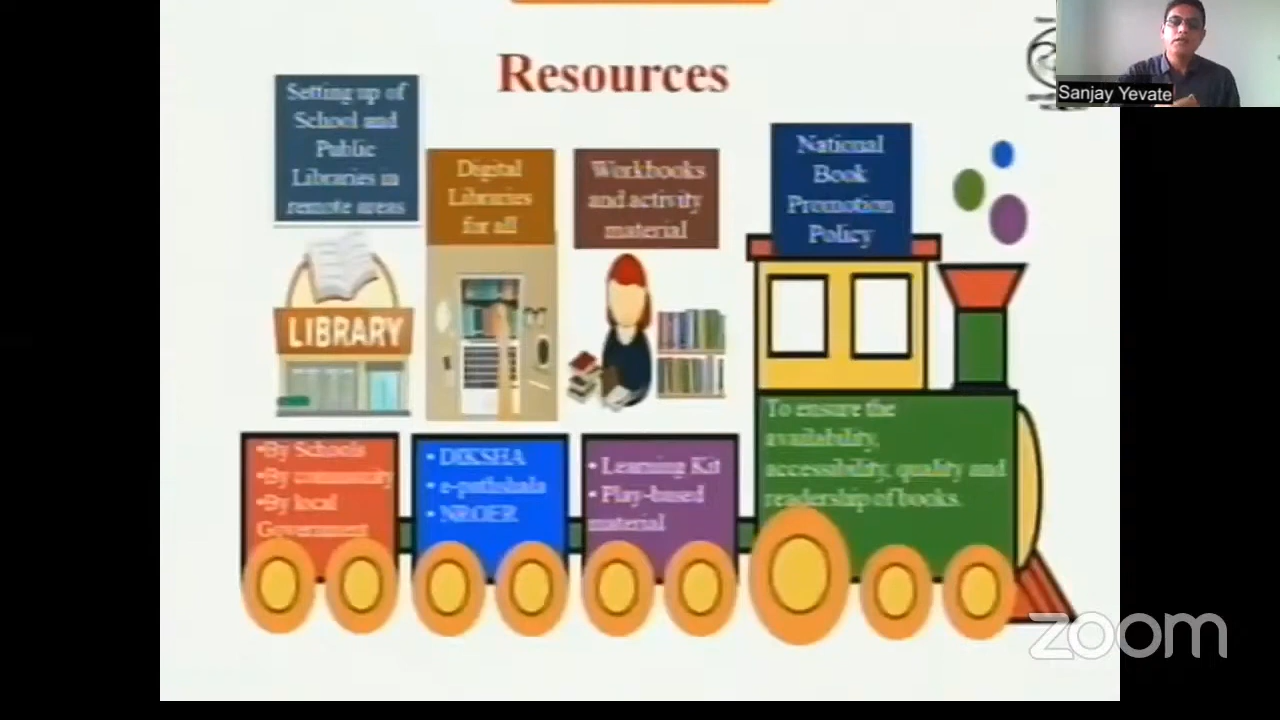 Resources
Sanjay Yevate
Setting up of
School and
Public
Libraries in
remote areas
Digital
Libraries
for all
Workbooks
and activity
material
National
Book
Promotion
Policy
LIBRARY
•By Schools
•By community
•By local
Government
• DIKSHA
• e-pathshala
• NROER
• Learning Kit
• Play-based
material
To ensure the
availability,
accessibility, quality and
readership of books.
zoom